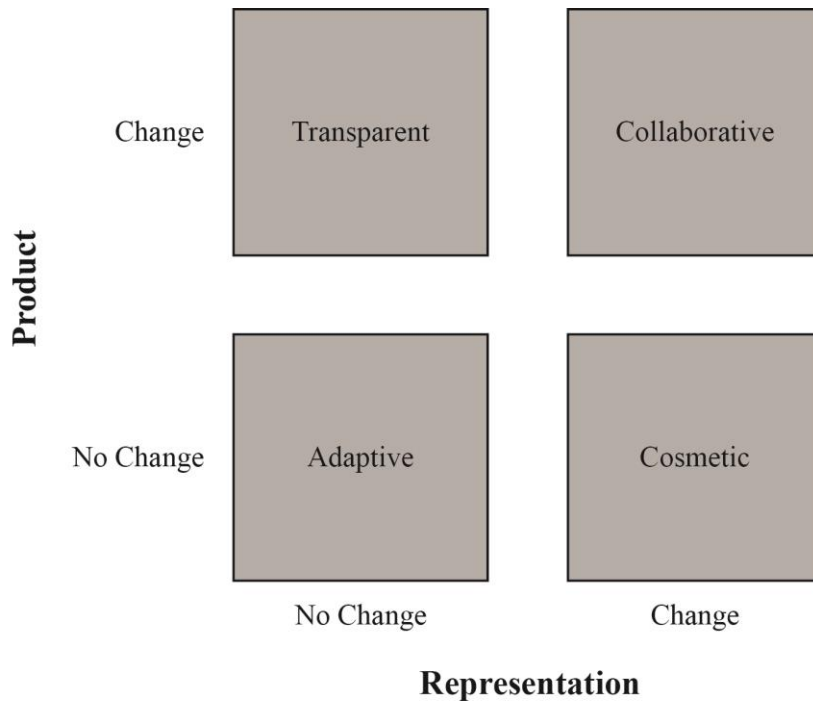 Change
Transparent
Collaborative
Product
No Change
Adaptive
Cosmetic
No Change
Change
Representation